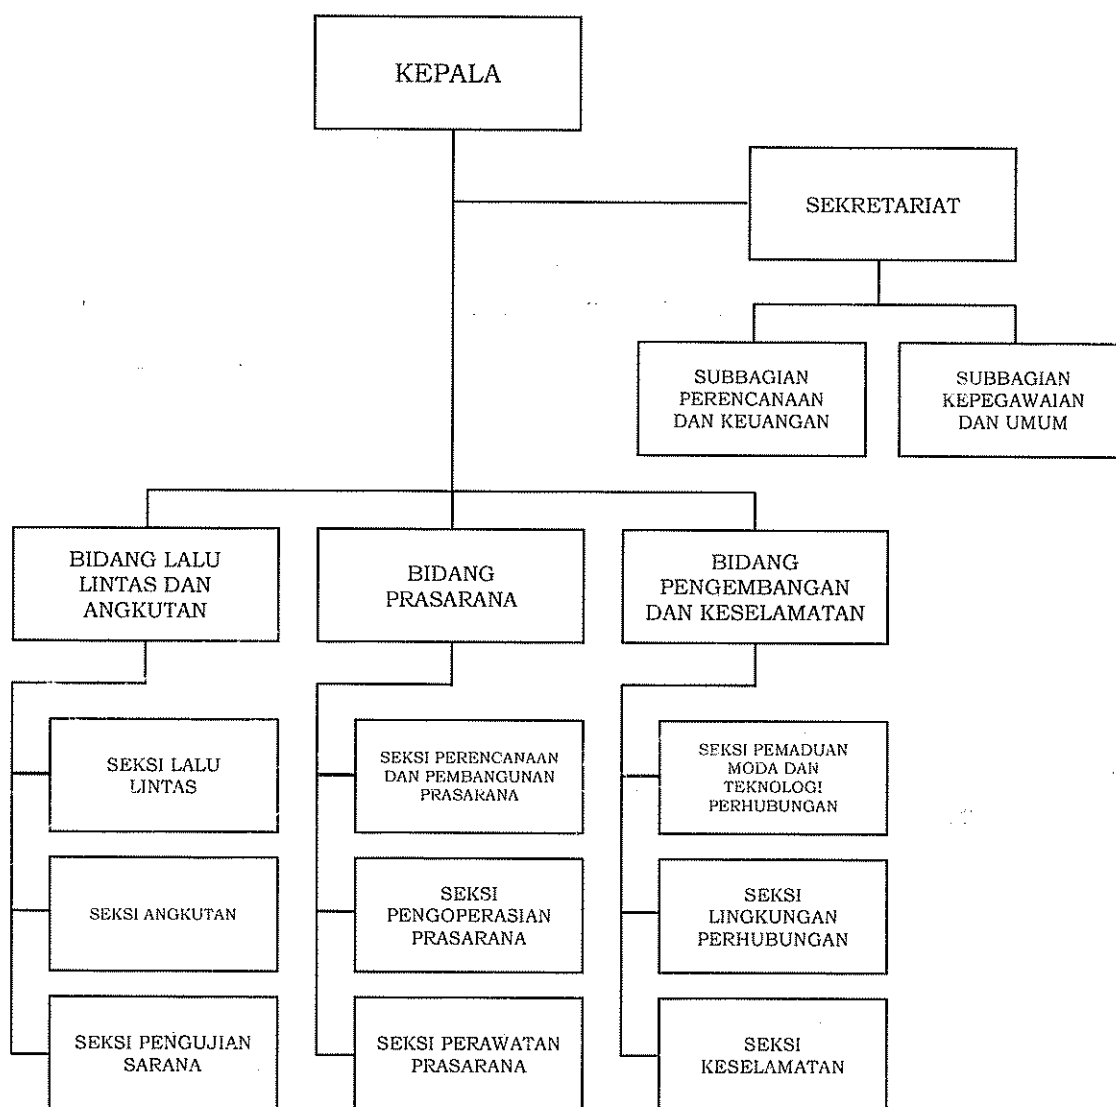 KEPALA
SEKRETARIAT
SUBBAGIAN
PERENCANAAN
DAN KEUANGAN
SUBBAGIAN
KEPEGAWAIAN
DAN UMUM
BIDANG LALU
LINTAS DAN
ANGKUTAN
BIDANG
PRASARANA
BIDANG
PENGEMBANGAN
DAN KESELAMATAN
SEKSI LALU
LINTAS
SEKSI ANGKUTAN
SEKSI PENGUJIAN
SARANA
SEKSI PERENCANAAN
DAN PEMBANGUNAN
PRASARANA
SEKSI
PENGOPERASIAN
PRASARANA
SEKSI PERAWATAN
PRASARANA
SEKSI PEMADUAN
MODA DAN
TEKNOLOGI
PERHUBUNGAN
SEKSI
LINGKUNGAN
PERHUBUNGAN
SEKSI
KESELAMATAN